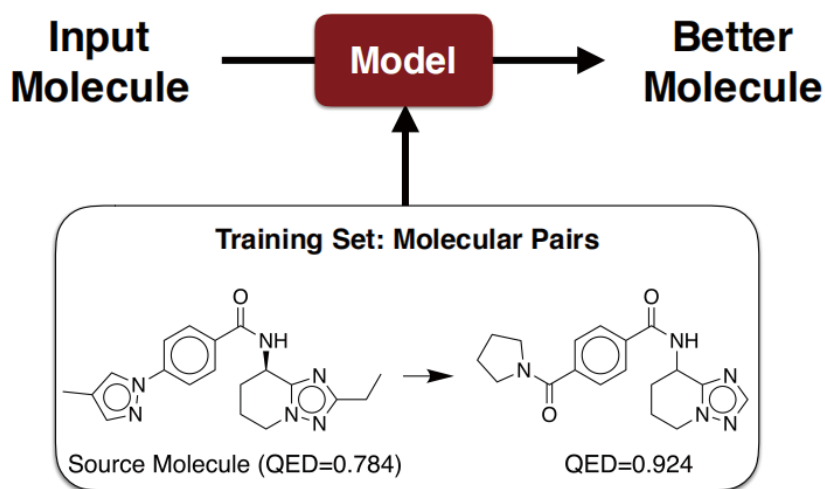 Input
Molecule
Model
Better
Molecule
Training Set: Molecular Pairs
O
NH
N
N
N
N
N
O
NH
N
O
N
N
N
Source Molecule (QED=0.784)
QED=0.924